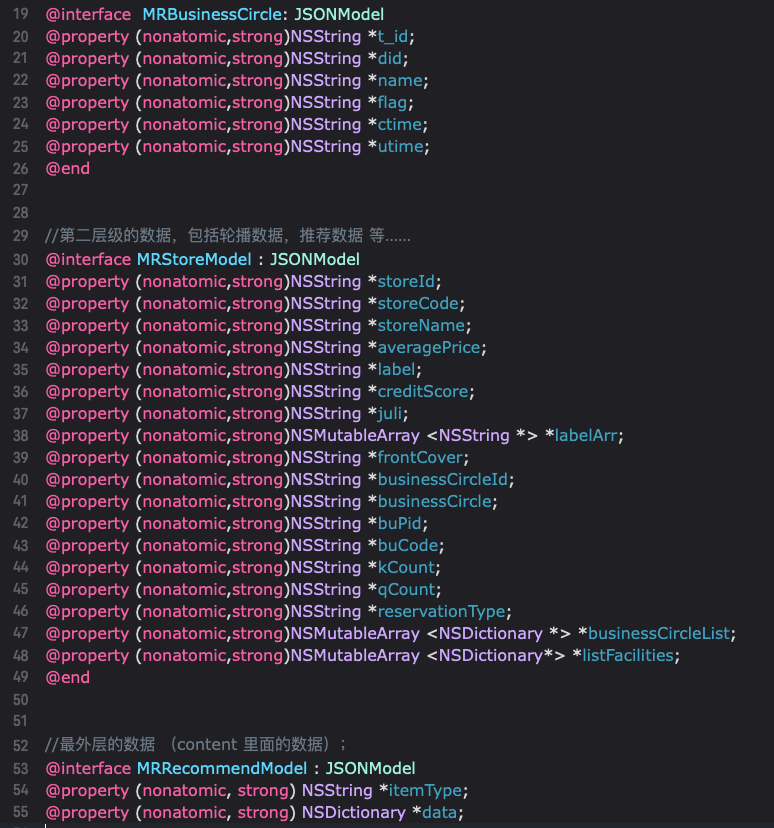 19 @interface  MRBusinessCircle: JSONModel
20 @property (nonatomic,strong)NSString *t_id;
21 @property (nonatomic,strong)NSString *did;
22 @property (nonatomic,strong)NSString *name;
23 @property (nonatomic,strong)NSString *flag;
24 @property (nonatomic,strong)NSString *ctime;
25 @property (nonatomic,strong)NSString *utime;
26 @end
27
28
29 //第二层级的数据，包括轮播数据，推荐数据 等……
30 @interface MRStoreModel : JSONModel
31 @property (nonatomic,strong)NSString *storeId;
32 @property (nonatomic,strong)NSString *storeCode;
33 @property (nonatomic,strong)NSString *storeName;
34 @property (nonatomic,strong)NSString *averagePrice;
35 @property (nonatomic,strong)NSString *label;
36 @property (nonatomic,strong)NSString *creditScore;
37 @property (nonatomic,strong)NSString *juli;
38 @property (nonatomic,strong)NSMutableArray <NSString *> *labelArr;
39 @property (nonatomic,strong)NSString *frontCover;
40 @property (nonatomic,strong)NSString *businessCircleId;
41 @property (nonatomic,strong)NSString *businessCircle;
42 @property (nonatomic,strong)NSString *buPid;
43 @property (nonatomic,strong)NSString *buCode;
44 @property (nonatomic,strong)NSString *kCount;
45 @property (nonatomic,strong)NSString *qCount;
46 @property (nonatomic,strong)NSString *reservationType;
47 @property (nonatomic,strong)NSMutableArray <NSDictionary *> *businessCircleList;
48 @property (nonatomic,strong)NSMutableArray <NSDictionary*> *listFacilities;
49 @end
50
51
52 //最外层的数据 （content 里面的数据）;
53 @interface MRRecommendModel : JSONModel
54 @property (nonatomic, strong) NSString *itemType;
55 @property (nonatomic, strong) NSDictionary *data;